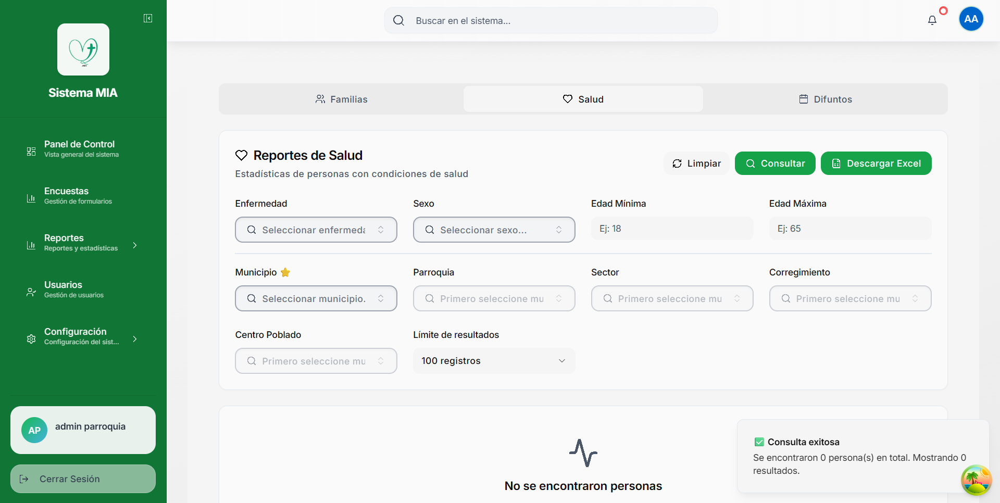 Sistema MIA
Panel de Control
Vista general del sistema
Encuestas
Gestión de formularios
Reportes
Reportes y estadísticas
Usuarios
Gestión de usuarios
Configuración
Configuración del sist...
AP
admin parroquia
Cerrar Sesión
Buscar en el sistema...
AA
Familias
Salud
Difuntos
Reportes de Salud
Estadísticas de personas con condiciones de salud
Limpiar
Consultar
Descargar Excel
Enfermedad
Sexo
Edad Mínima
Edad Máxima
Seleccionar enfermeda
Seleccionar sexo...
Ej: 18
Ej: 65
Municipio
Parroquia
Sector
Corregimiento
Seleccionar municipio.
Primero seleccione mu
Primero seleccione mu
Primero seleccione mu
Centro Poblado
Límite de resultados
Primero seleccione mu
100 registros
No se encontraron personas
Consulta exitosa
Se encontraron 0 persona(s) en total. Mostrando 0
resultados.